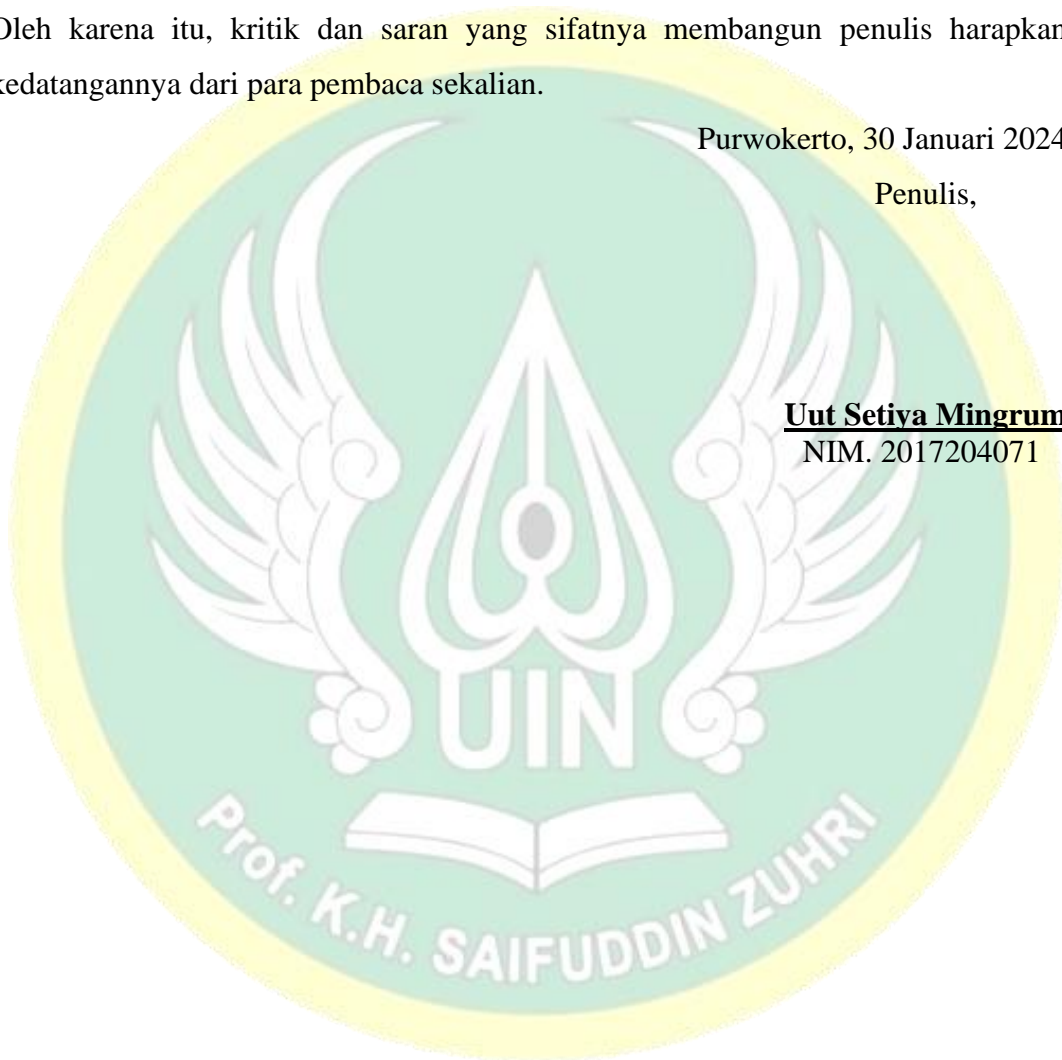 Oleh karena itu, kritik dan saran yang sifatnya membangun penulis harapkan
kedatangannya dari para pembaca sekalian.
Purwokerto, 30 Januari 2024
Penulis,
Uut Setiya Mingrum
NIM. 2017204071
UIN
Prof. K.H. SAIFUDDIN ZUHRI